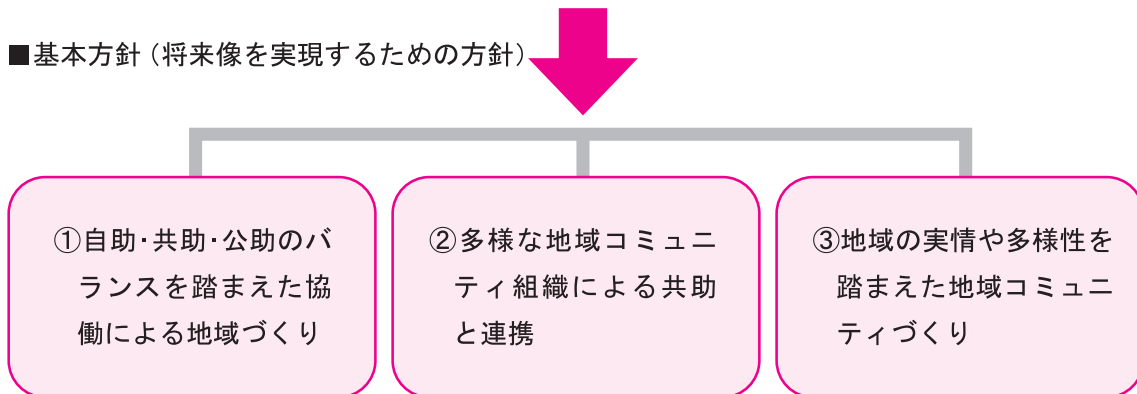 ■基本方針（将来像を実現するための方針）
①自助･共助･公助のバ
ランスを踏まえた協
働による地域づくり
②多様な地域コミュニ
ティ組織による共助
と連携
③地域の実情や多様性を
踏まえた地域コミュニ
ティづくり